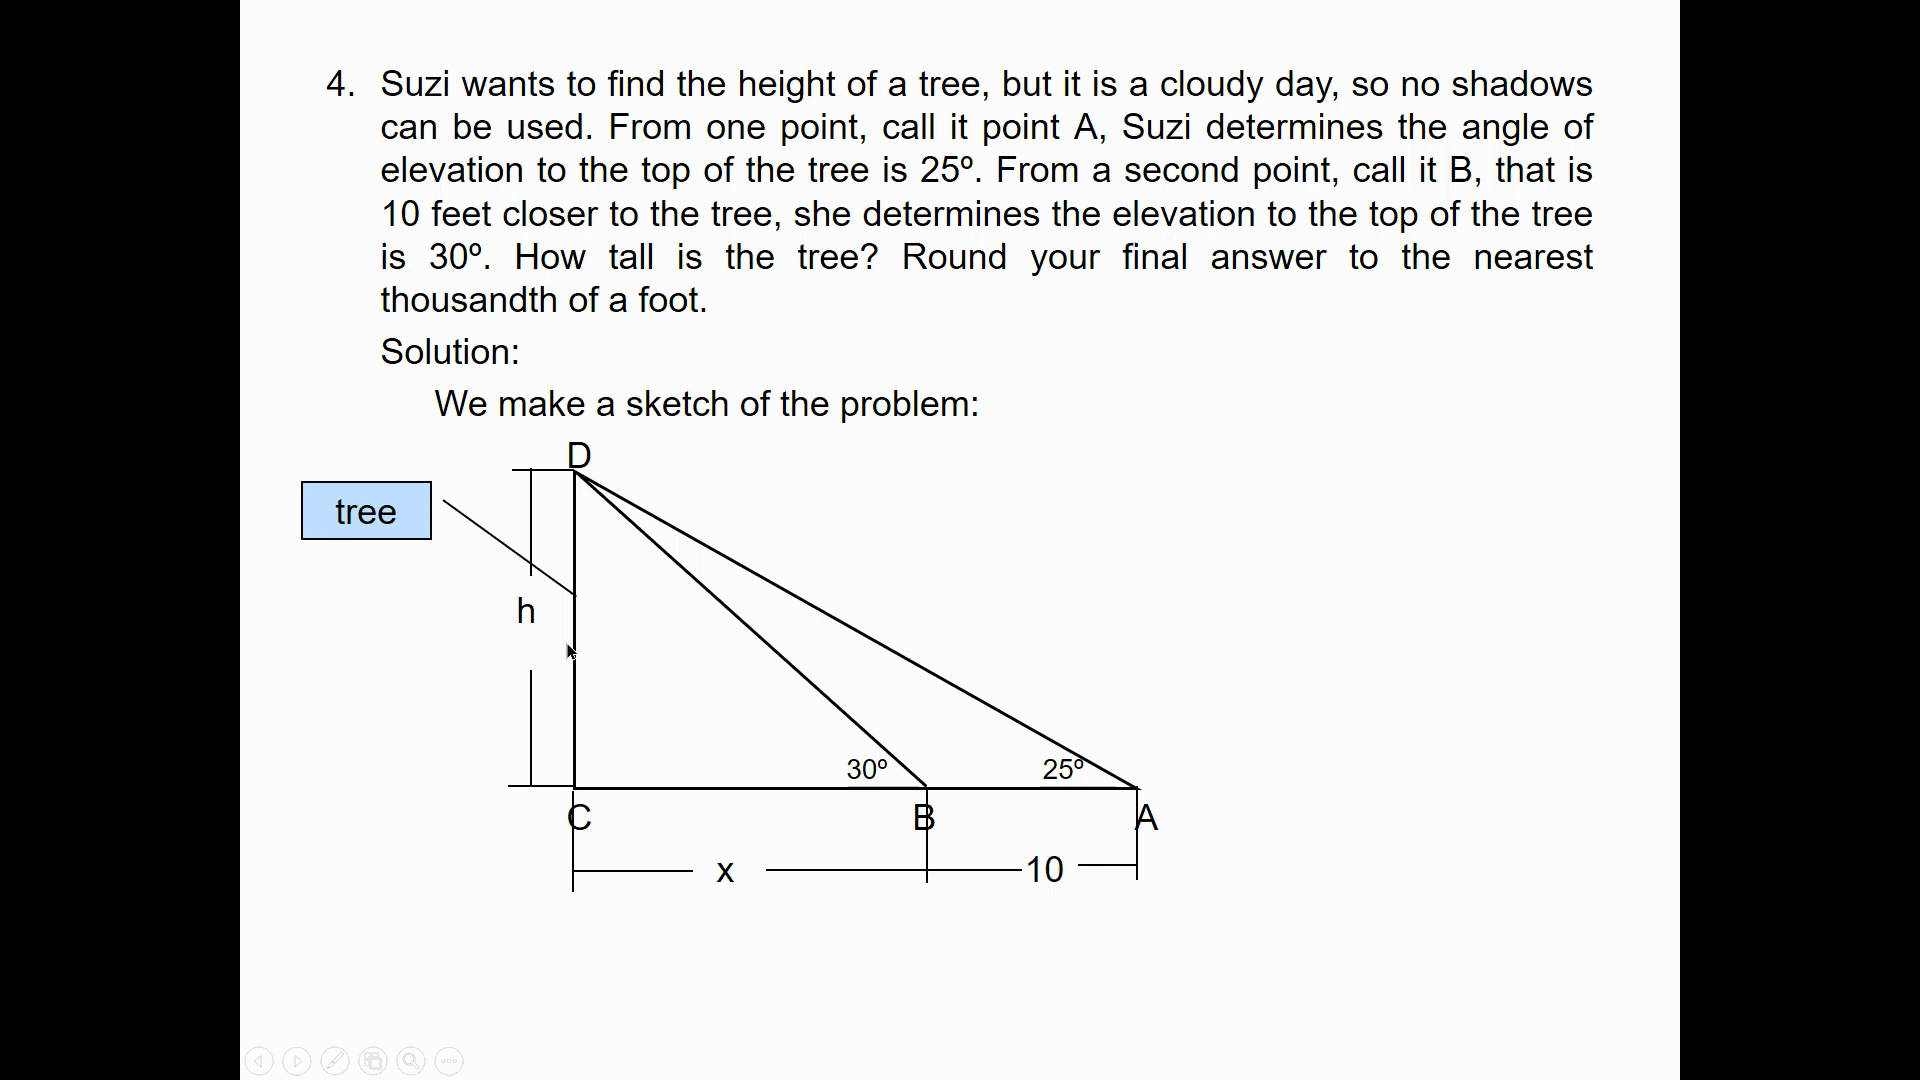 4. Suzi wants to find the height of a tree, but it is a cloudy day, so no shadows
can be used. From one point, call it point A, Suzi determines the angle of
elevation to the top of the tree is 25º. From a second point, call it B, that is
10 feet closer to the tree, she determines the elevation to the top of the tree
is 30º. How tall is the tree? Round your final answer to the nearest
thousandth of a foot.
Solution:
We make a sketch of the problem:
D
tree
h
30º
25º
C
B
A
x
10